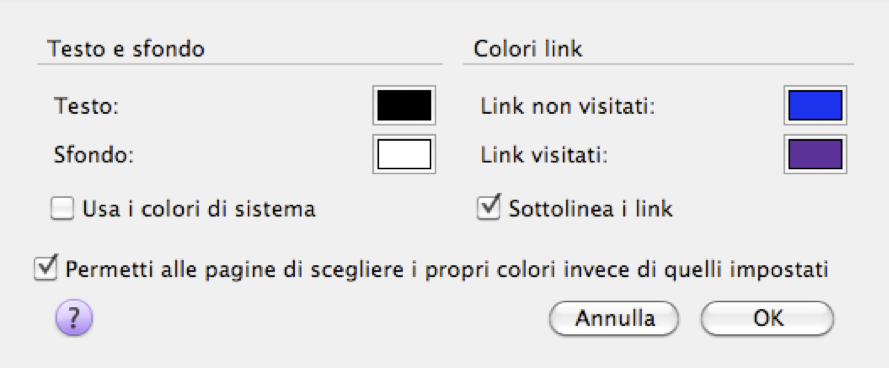 Testo e sfondo
Colori link
Testo:
Link non visitati:
Sfondo:
Link visitati:
Usa i colori di sistema
Sottolinea i link
Permetti alle pagine di scegliere i propri colori invece di quelli impostati
?
Annulla
OK